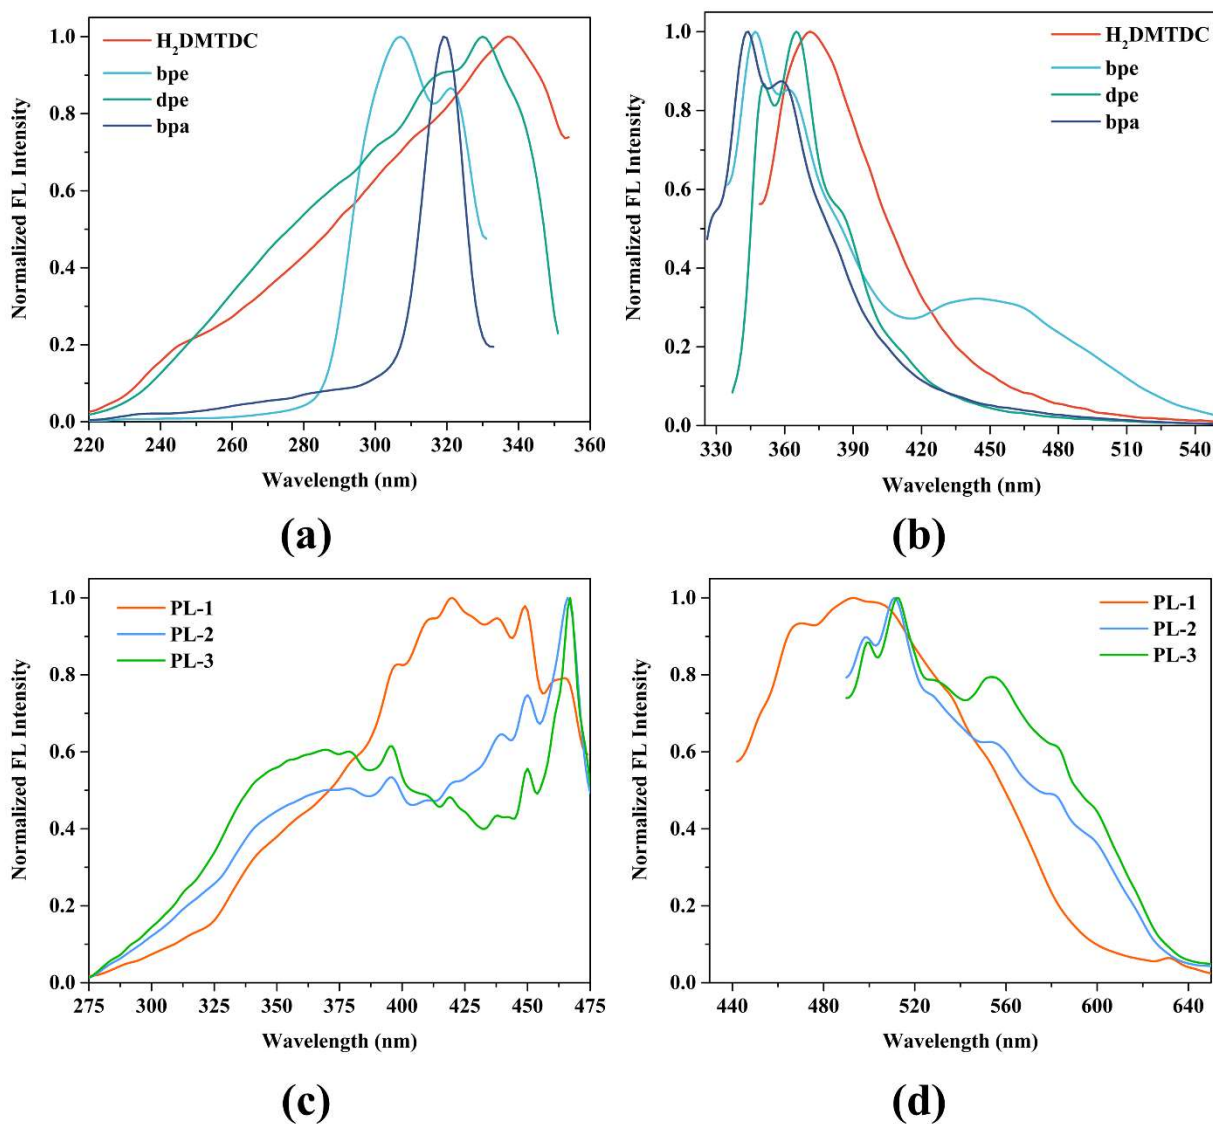 H₂DMTDC
bpe
dpe
bpa
Normalized FL Intensity
1.0
0.8
0.6
0.4
0.2
0.0
220 240 260 280 300 320 340 360
Wavelength (nm)
(a)
H₂DMTDC
bpe
dpe
bpa
Normalized FL Intensity
1.0
0.8
0.6
0.4
0.2
0.0
330 360 390 420 450 480 510 540
Wavelength (nm)
(b)
PL-1
PL-2
PL-3
Normalized FL Intensity
1.0
0.8
0.6
0.4
0.2
0.0
275 300 325 350 375 400 425 450 475
Wavelength (nm)
(c)
PL-1
PL-2
PL-3
Normalized FL Intensity
1.0
0.8
0.6
0.4
0.2
0.0
440 480 520 560 600 640
Wavelength (nm)
(d)